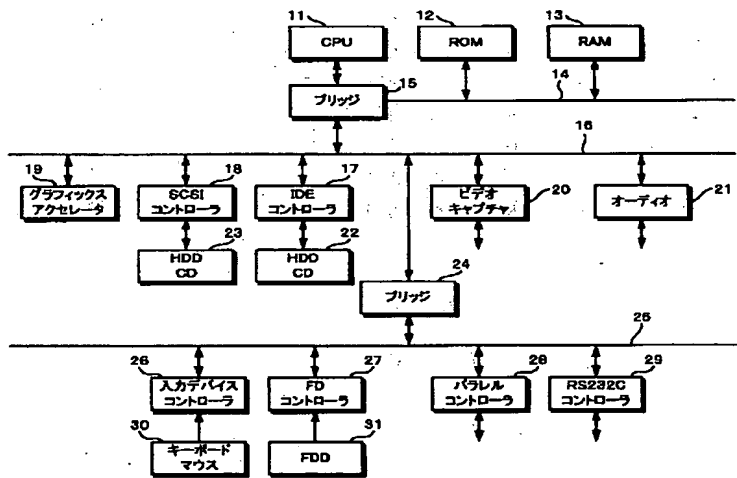 11
CPU
12
ROM
13
RAM
15
ブリッジ
14
16
19
グラフィックス
アクセレータ
18
SCSI
コントローラ
17
IDE
コントローラ
ビデオ
キャプチャ
20
オーディオ
21
23
HDD
CD
22
HDD
CD
24
ブリッジ
25
26
入力デバイス
コントローラ
27
FD
コントローラ
28
パラレル
コントローラ
29
RS232C
コントローラ
30
キーボード
マウス
31
FDD